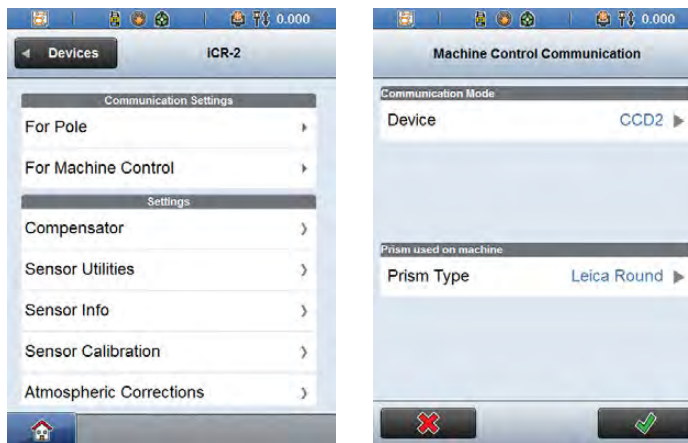 0.000
Devices
iCR-2
Communication Settings
For Pole
For Machine Control
Settings
Compensator
Sensor Utilities
Sensor Info
Sensor Calibration
Atmospheric Corrections
0.000
Machine Control Communication
Communication Mode
Device CCD2
Prism used on machine
Prism Type Leica Round